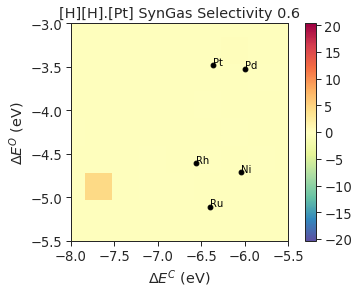 [H][H].[Pt] SynGas Selectivity 0.6
−3.0
−3.5
−4.0
−4.5
−5.0
−5.5
ΔE^O (eV)
Pt
Pd
Rh
Ni
Ru
−8.0 −7.5 −7.0 −6.5 −6.0 −5.5
ΔE^C (eV)
20
15
10
5
0
−5
−10
−15
−20